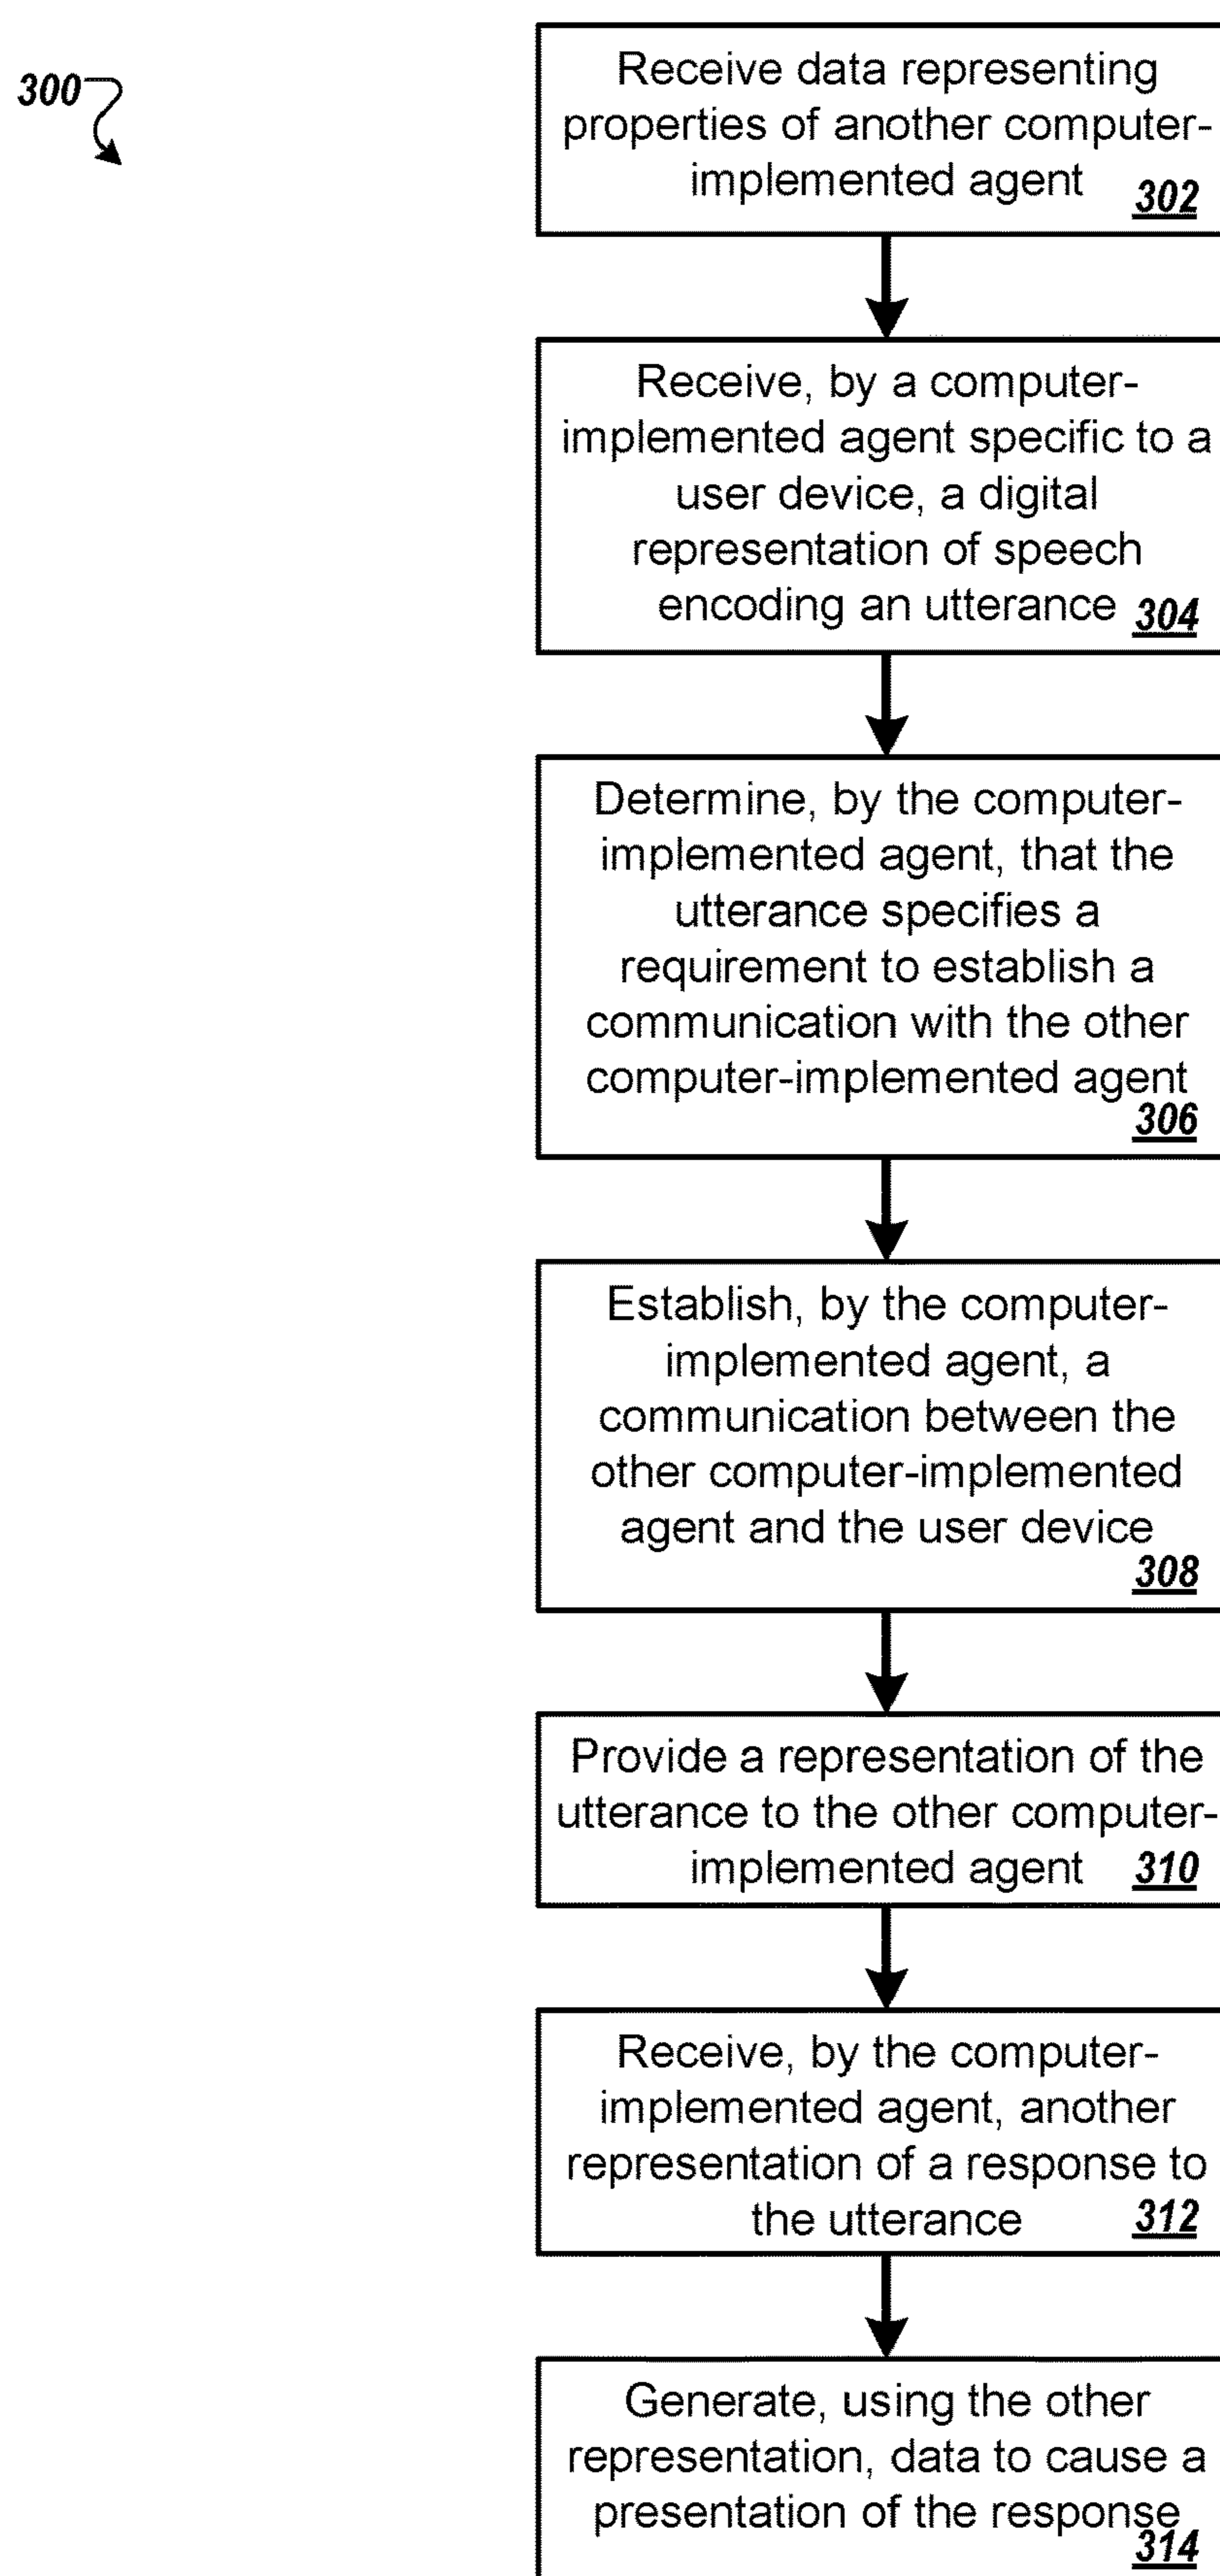 300
Receive data representing
properties of another computer-
implemented agent 302
Receive, by a computer-
implemented agent specific to a
user device, a digital
representation of speech
encoding an utterance 304
Determine, by the computer-
implemented agent, that the
utterance specifies a
requirement to establish a
communication with the other
computer-implemented agent
306
Establish, by the computer-
implemented agent, a
communication between the
other computer-implemented
agent and the user device
308
Provide a representation of the
utterance to the other computer-
implemented agent 310
Receive, by the computer-
implemented agent, another
representation of a response to
the utterance 312
Generate, using the other
representation, data to cause a
presentation of the response
314